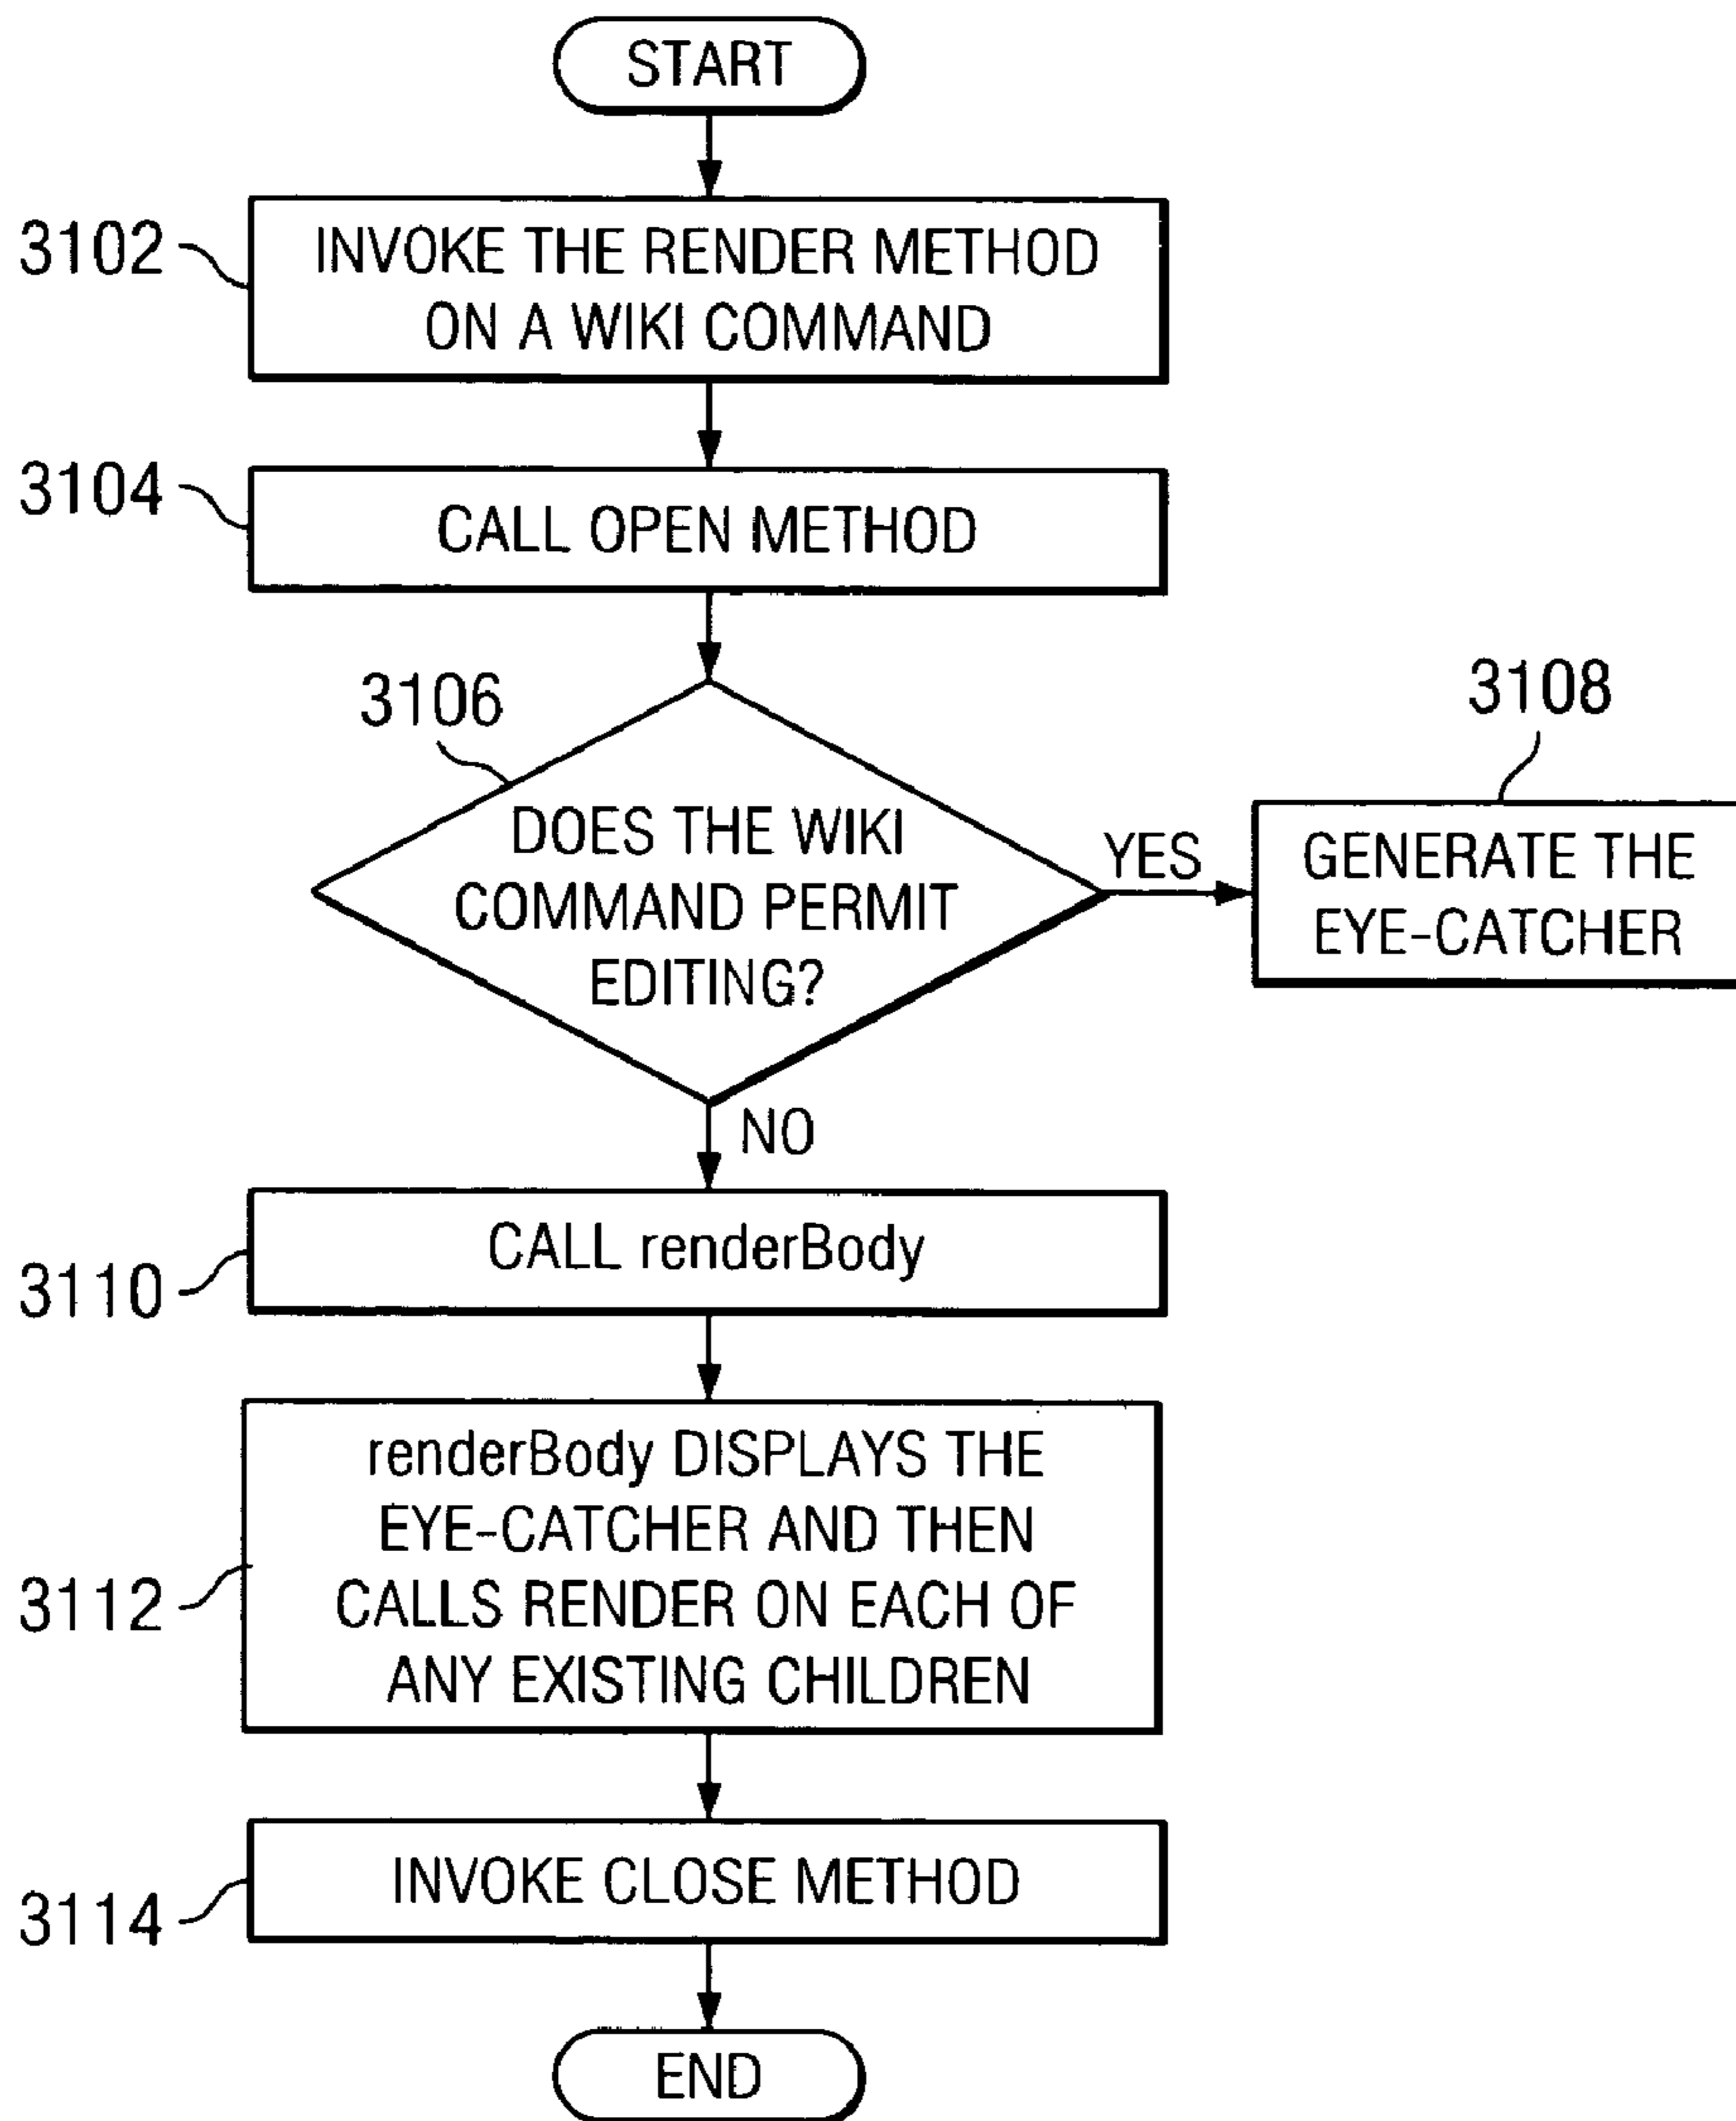 START
3102
INVOKE THE RENDER METHOD
ON A WIKI COMMAND
3104
CALL OPEN METHOD
3106
DOES THE WIKI
COMMAND PERMIT
EDITING?
YES
3108
GENERATE THE
EYE-CATCHER
NO
3110
CALL renderBody
3112
renderBody DISPLAYS THE
EYE-CATCHER AND THEN
CALLS RENDER ON EACH OF
ANY EXISTING CHILDREN
3114
INVOKE CLOSE METHOD
END